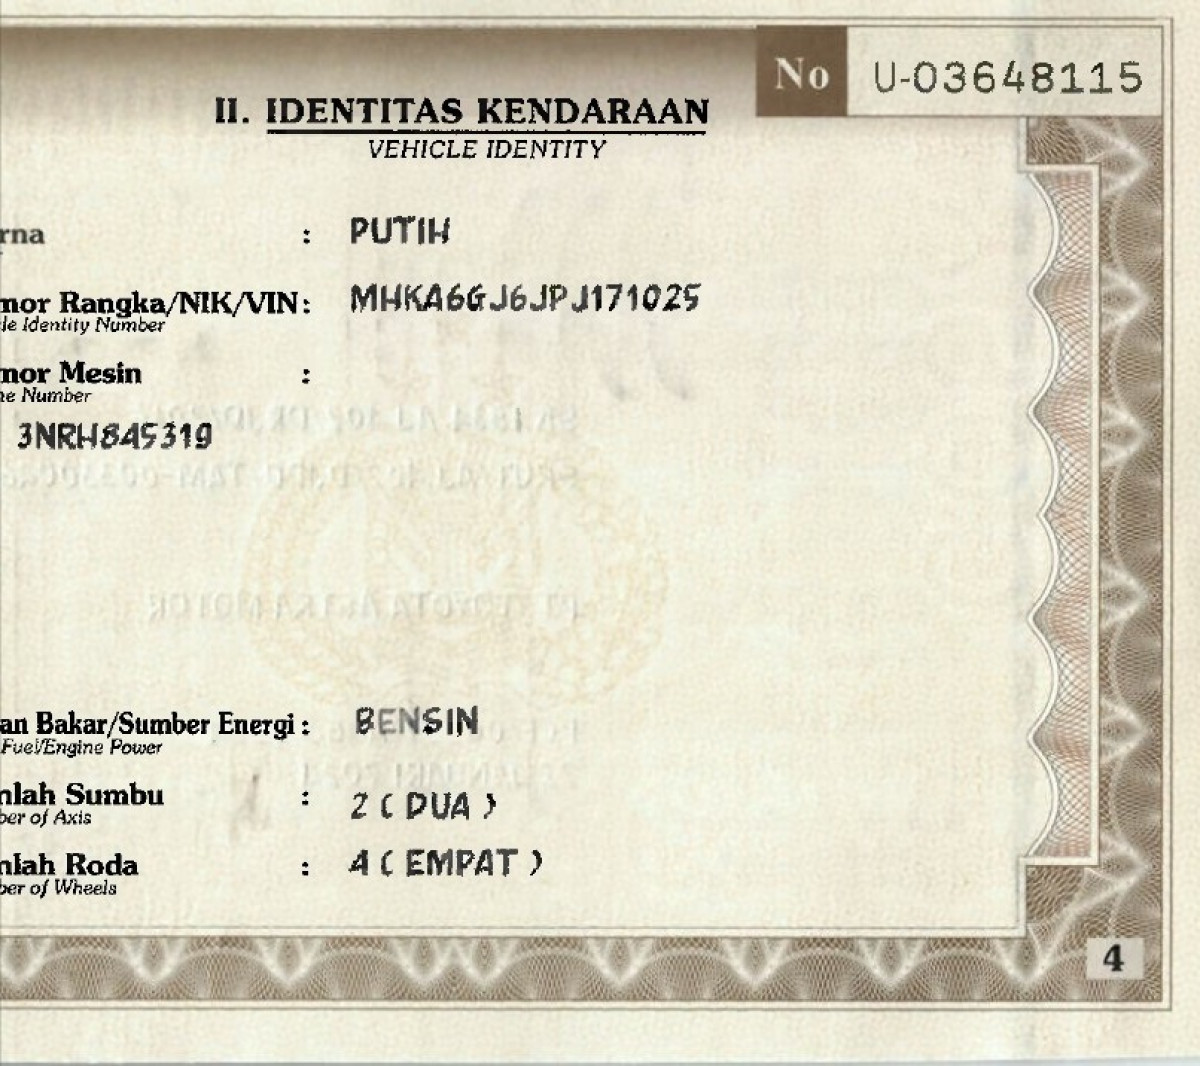 No U-03648115
II. IDENTITAS KENDARAAN
VEHICLE IDENTITY
rna : PUTIH
mor Rangka/NIK/VIN : MHKA6GJ6JPJ171025
le Identity Number
mor Mesin :
ne Number
3NRH845319
an Bakar/Sumber Energi : BENSIN
Fuel/Engine Power
mlah Sumbu : 2 ( DUA )
ber of Axis
mlah Roda : 4 ( EMPAT )
ber of Wheels
4